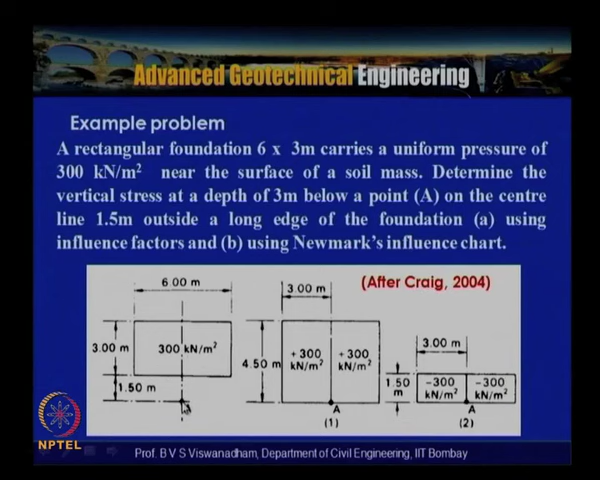 Advanced Geotechnical Engineering
Example problem
A rectangular foundation 6 x 3m carries a uniform pressure of
300 kN/m² near the surface of a soil mass. Determine the
vertical stress at a depth of 3m below a point (A) on the centre
line 1.5m outside a long edge of the foundation (a) using
influence factors and (b) using Newmark's influence chart.
(After Craig, 2004)
6.00 m
3.00 m
300 kN/m²
1.50 m
3.00 m
4.50 m
+300 kN/m²
+300 kN/m²
A
(1)
3.00 m
1.50 m
−300 kN/m²
−300 kN/m²
A
(2)
NPTEL
Prof. B V S Viswanadham, Department of Civil Engineering, IIT Bombay